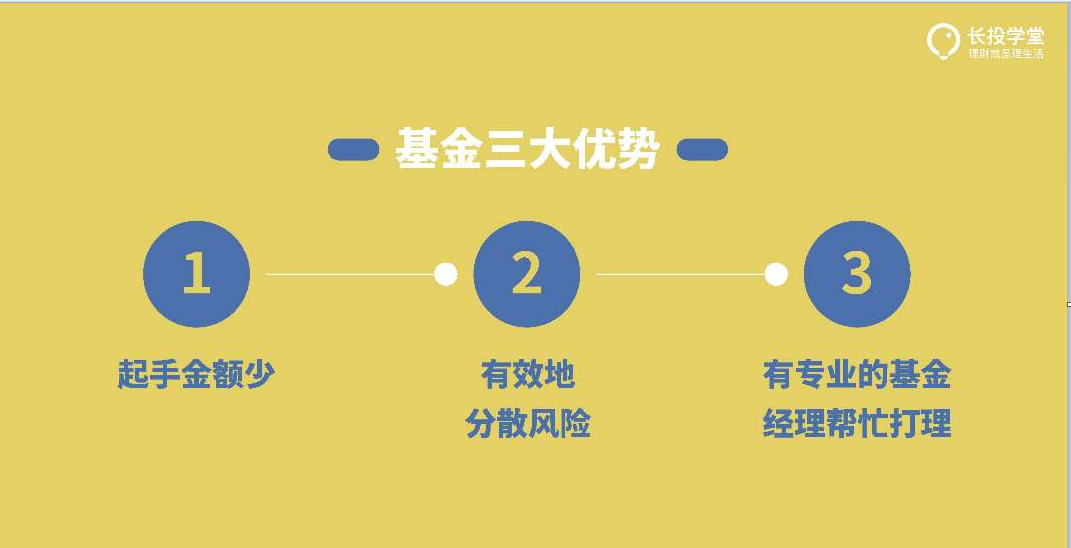 长投学堂
理财就是理生活
基金三大优势
1
2
3
起手金额少
有效地
分散风险
有专业的基金
经理帮忙打理